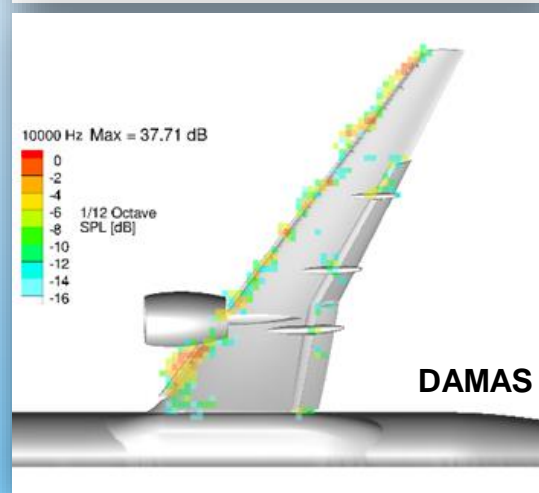 10000 Hz Max = 37.71 dB
0
-2
-4
-6
-8
-10
-12
-14
-16
1/12 Octave
SPL [dB]
DAMAS